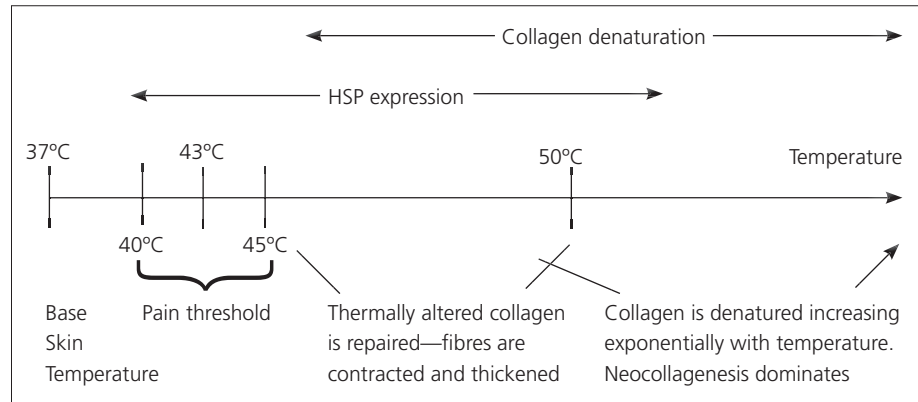 Collagen denaturation
HSP expression
37ºC
43ºC
50ºC
Temperature
40ºC
45ºC
Base
Skin
Temperature
Pain threshold
Thermally altered collagen
is repaired—fibres are
contracted and thickened
Collagen is denatured increasing
exponentially with temperature.
Neocollagenesis dominates